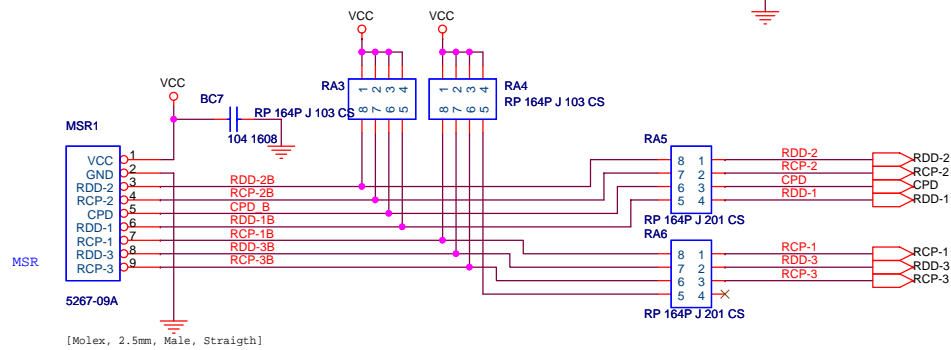 VCC
VCC
VCC
RA3
1 2 3 4
8 7 6 5
RP 164P J 103 CS
RA4
1 2 3 4
8 7 6 5
RP 164P J 103 CS
BC7
104 1608
MSR1
VCC 1
GND 2
RDD-2 3
RCP-2 4
CPD 5
RDD-1 6
RCP-1 7
RDD-3 8
RCP-3 9
MSR
5267-09A
[Molex, 2.5mm, Male, Straigth]
RDD-2B
RCP-2B
CPD_B
RDD-1B
RCP-1B
RDD-3B
RCP-3B
RA5
8 1
7 2
6 3
5 4
RP 164P J 201 CS
RDD-2 RDD-2
RCP-2 RCP-2
CPD CPD
RDD-1 RDD-1
RA6
8 1
7 2
6 3
5 4
RP 164P J 201 CS
RCP-1 RCP-1
RDD-3 RDD-3
RCP-3 RCP-3